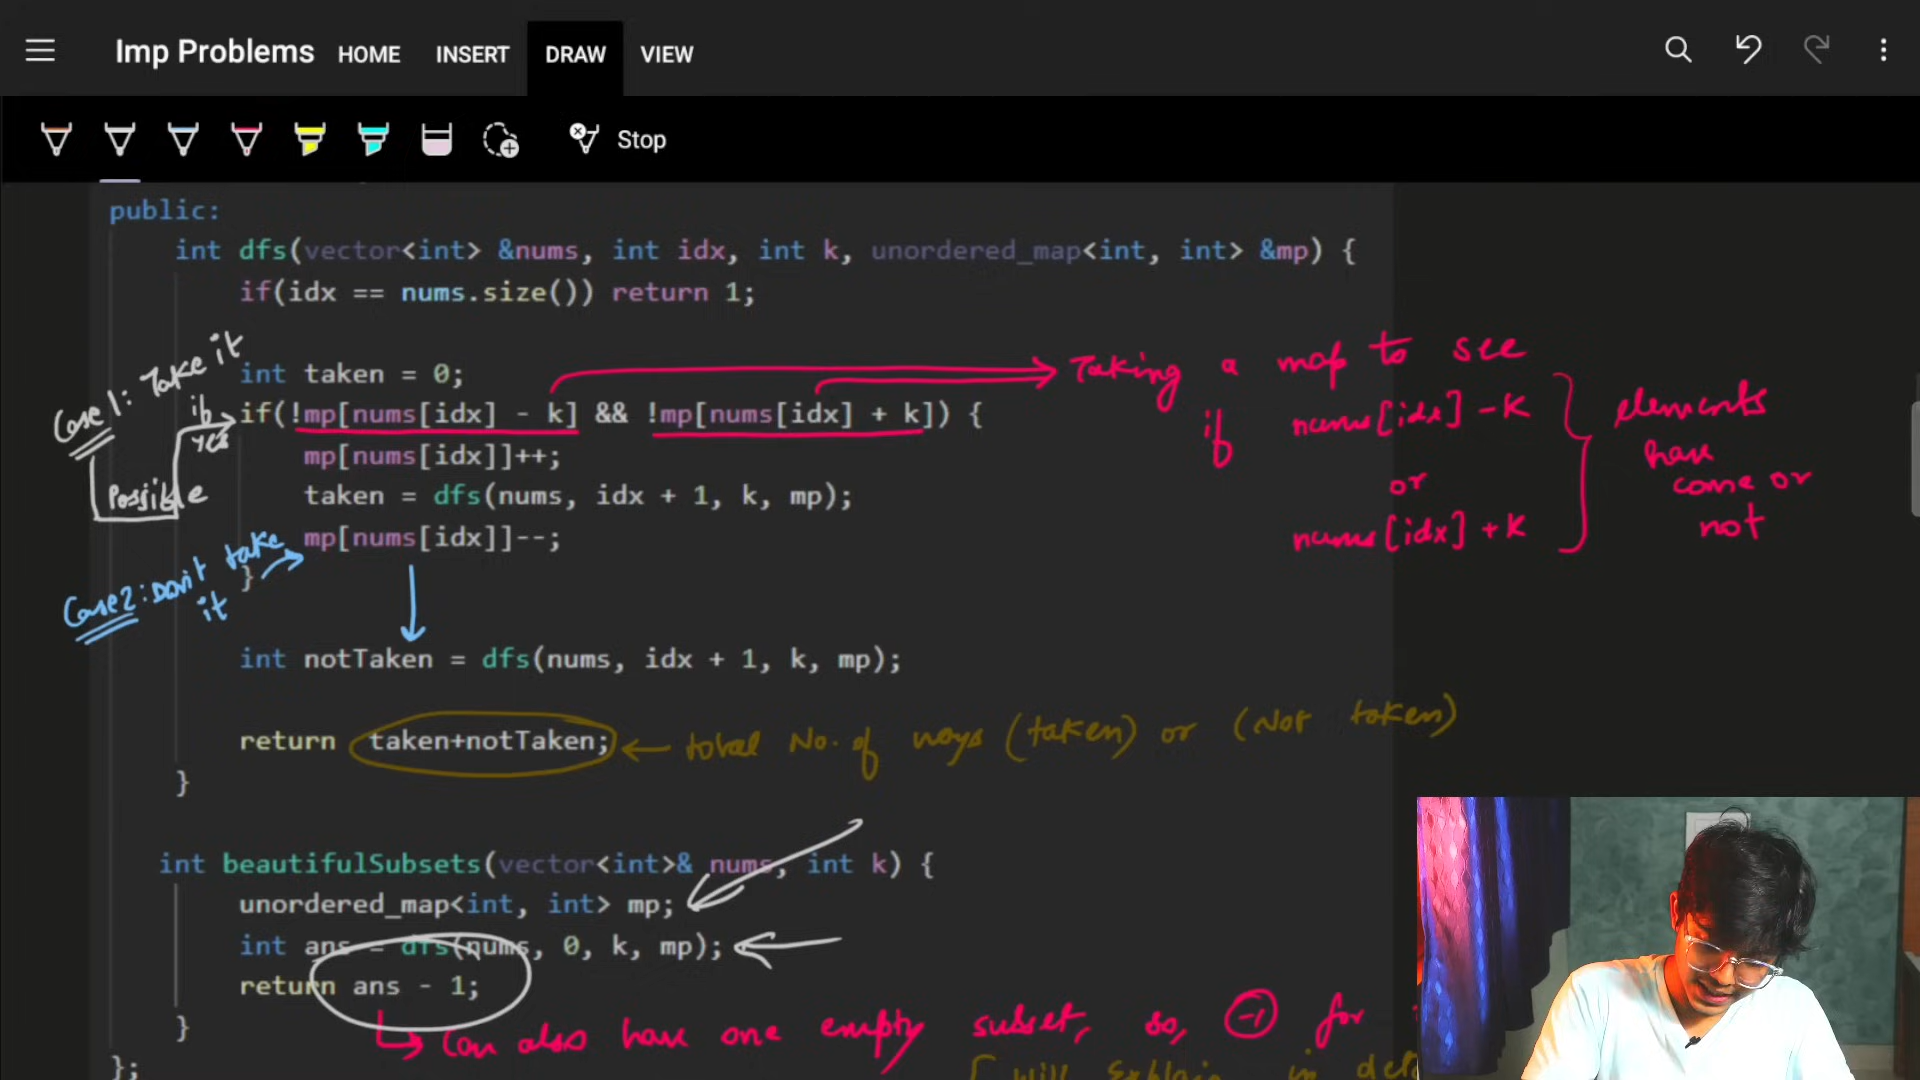 Imp Problems HOME INSERT DRAW VIEW
Stop
public:
int dfs(vector<int> &nums, int idx, int k, unordered_map<int, int> &mp) {
if(idx == nums.size()) return 1;
int taken = 0;
if(!mp[nums[idx] - k] && !mp[nums[idx] + k]) {
mp[nums[idx]]++;
taken = dfs(nums, idx + 1, k, mp);
mp[nums[idx]]--;
}
int notTaken = dfs(nums, idx + 1, k, mp);
return taken+notTaken;
}
int beautifulSubsets(vector<int>& nums, int k) {
unordered_map<int, int> mp;
int ans = dfs(nums, 0, k, mp);
return ans - 1;
}
};
Case 1: Take it
if
yes
Possible
Case 2: Don't take
it
Taking a map to see
if nums[idx] - K
or
nums[idx] + K
elements
have
come or
not
total No. of ways (taken) or (Not taken)
Can also have one empty subset, so, -1 for
will explain in